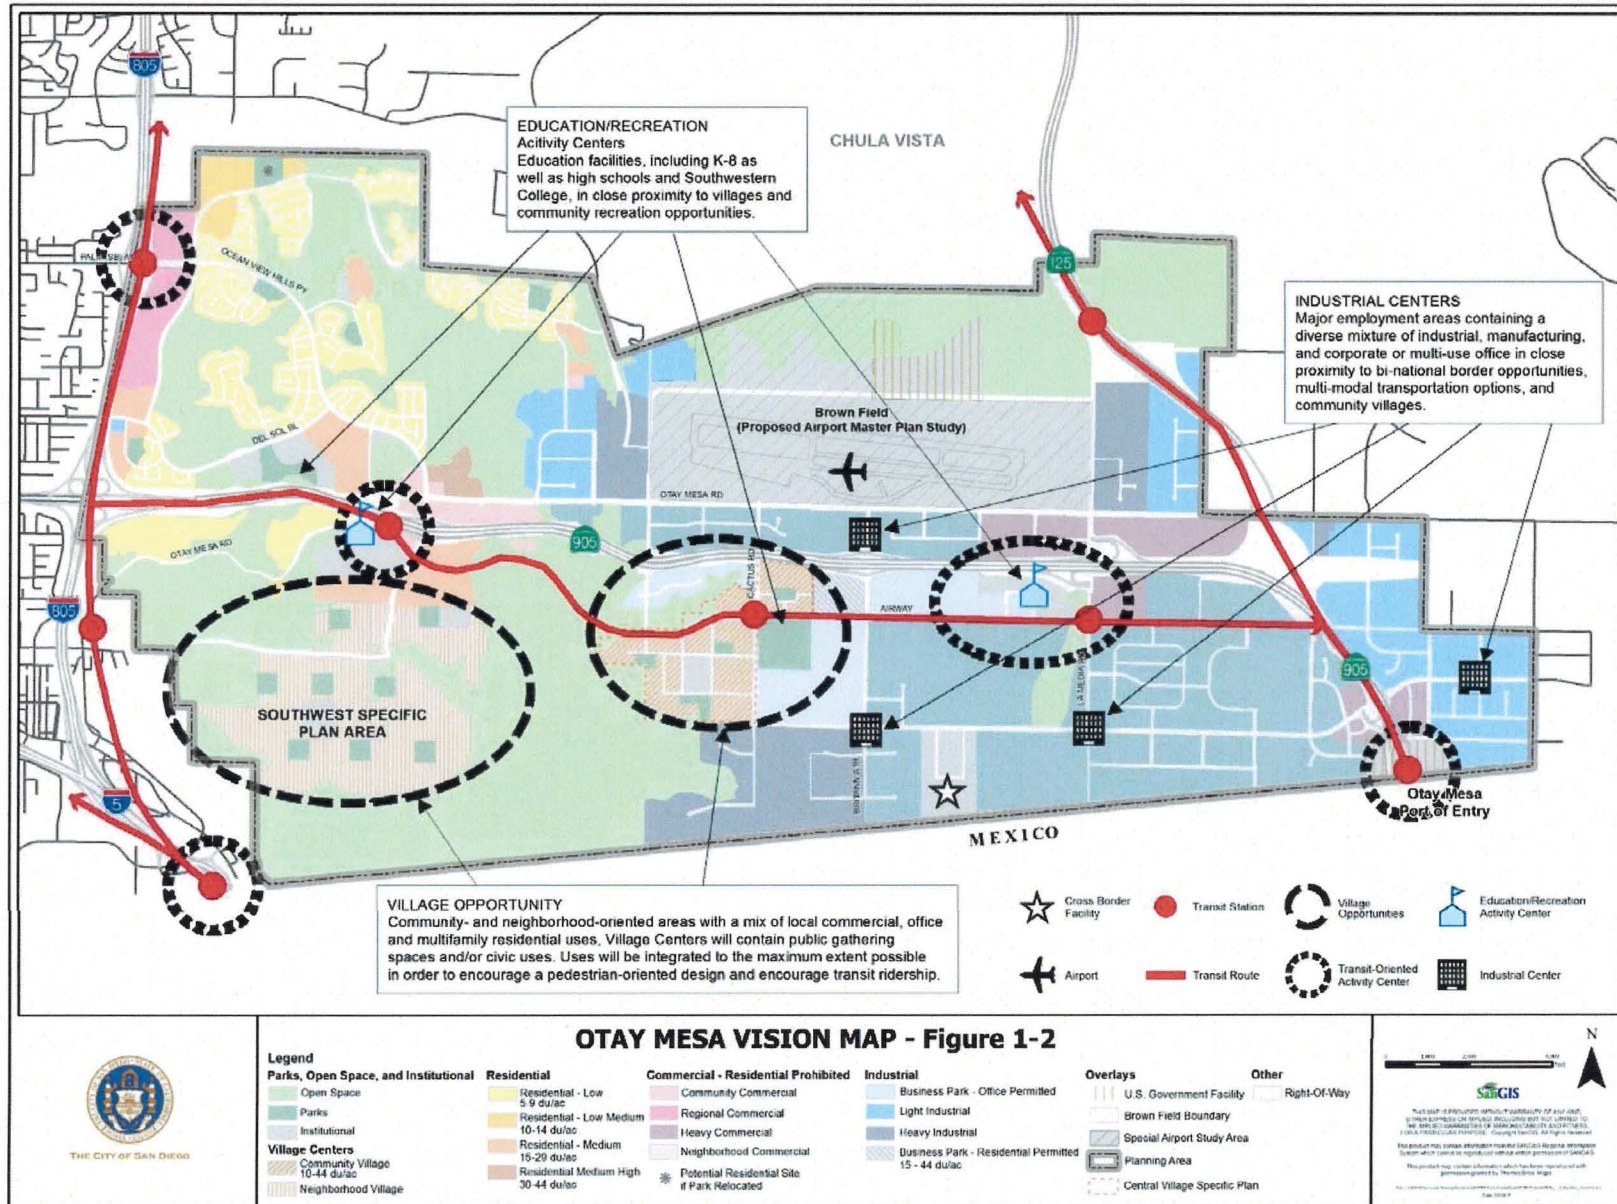 805
EDUCATION/RECREATION
Acitivity Centers
Education facilities, including K-8 as
well as high schools and Southwestern
College, in close proximity to villages and
community recreation opportunities.
CHULA VISTA
OCEAN VIEW HILLS PY
125
INDUSTRIAL CENTERS
Major employment areas containing a
diverse mixture of industrial, manufacturing,
and corporate or multi-use office in close
proximity to bi-national border opportunities,
multi-modal transportation options, and
community villages.
Brown Field
(Proposed Airport Master Plan Study)
DEL SOL BL
OTAY MESA RD
OTAY MESA RD
905
CACTUS RD
805
AIRWAY
905
LA MEDIA RD
SOUTHWEST SPECIFIC
PLAN AREA
BRITANNIA BL
5
Otay Mesa
Port of Entry
MEXICO
VILLAGE OPPORTUNITY
Community- and neighborhood-oriented areas with a mix of local commercial, office
and multifamily residential uses, Village Centers will contain public gathering
spaces and/or civic uses. Uses will be integrated to the maximum extent possible
in order to encourage a pedestrian-oriented design and encourage transit ridership.
Cross Border
Facility
Transit Station
Village
Opportunities
Education/Recreation
Activity Center
Airport
Transit Route
Transit-Oriented
Activity Center
Industrial Center
OTAY MESA VISION MAP - Figure 1-2
THE CITY OF SAN DIEGO
Legend
Parks, Open Space, and Institutional
Open Space
Parks
Institutional
Village Centers
Community Village
10-44 du/ac
Neighborhood Village
Residential
Residential - Low
5-9 du/ac
Residential - Low Medium
10-14 du/ac
Residential - Medium
15-29 du/ac
Residential Medium High
30-44 du/ac
Commercial - Residential Prohibited
Community Commercial
Regional Commercial
Heavy Commercial
Neighborhood Commercial
Potential Residential Site
if Park Relocated
Industrial
Business Park - Office Permitted
Light Industrial
Heavy Industrial
Business Park - Residential Permitted
15 - 44 du/ac
Overlays
U.S. Government Facility
Brown Field Boundary
Special Airport Study Area
Planning Area
Central Village Specific Plan
Other
Right-Of-Way
N
SanGIS